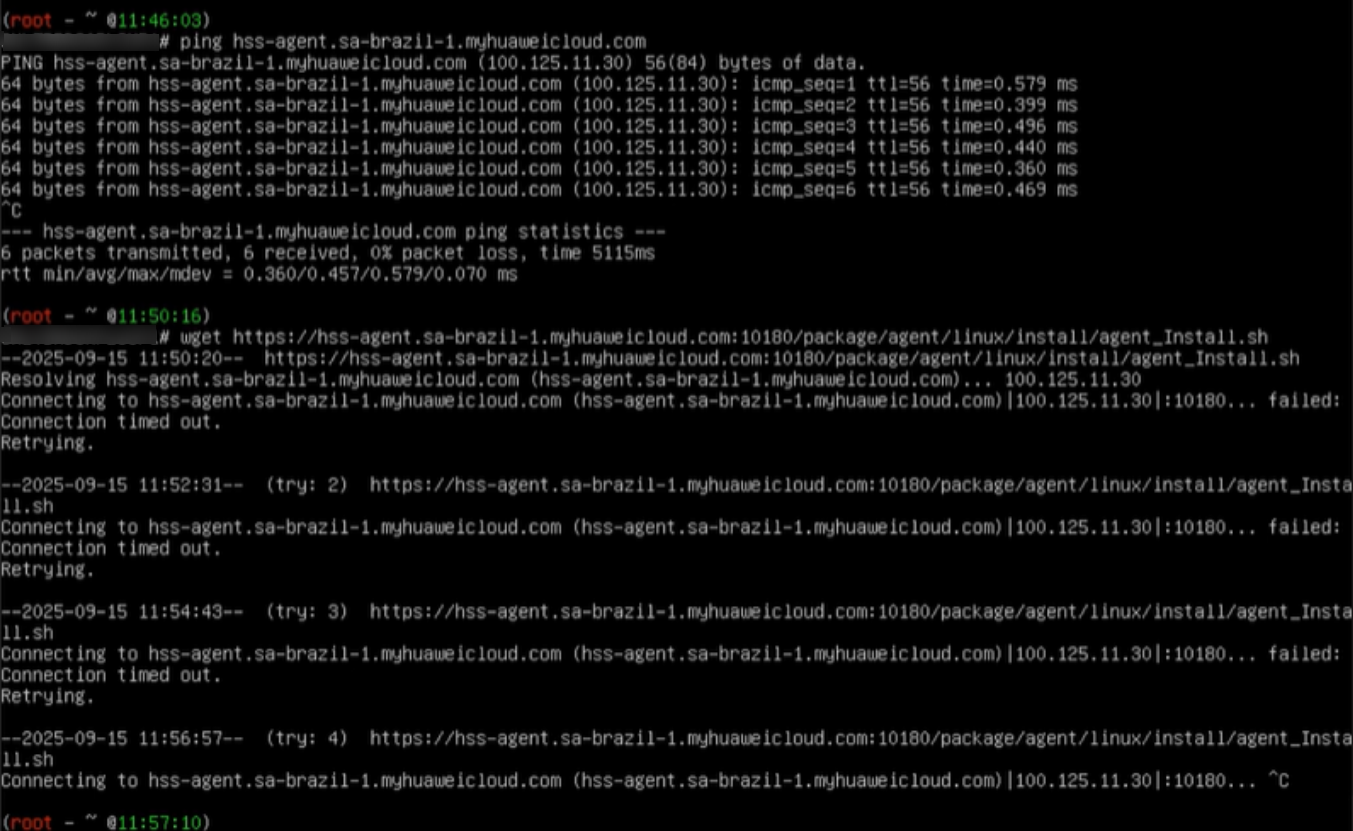 (root - ~ @11:46:03)
# ping hss-agent.sa-brazil-1.myhuaweicloud.com
PING hss-agent.sa-brazil-1.myhuaweicloud.com (100.125.11.30) 56(84) bytes of data.
64 bytes from hss-agent.sa-brazil-1.myhuaweicloud.com (100.125.11.30): icmp_seq=1 ttl=56 time=0.579 ms
64 bytes from hss-agent.sa-brazil-1.myhuaweicloud.com (100.125.11.30): icmp_seq=2 ttl=56 time=0.399 ms
64 bytes from hss-agent.sa-brazil-1.myhuaweicloud.com (100.125.11.30): icmp_seq=3 ttl=56 time=0.496 ms
64 bytes from hss-agent.sa-brazil-1.myhuaweicloud.com (100.125.11.30): icmp_seq=4 ttl=56 time=0.440 ms
64 bytes from hss-agent.sa-brazil-1.myhuaweicloud.com (100.125.11.30): icmp_seq=5 ttl=56 time=0.360 ms
64 bytes from hss-agent.sa-brazil-1.myhuaweicloud.com (100.125.11.30): icmp_seq=6 ttl=56 time=0.469 ms
^C
--- hss-agent.sa-brazil-1.myhuaweicloud.com ping statistics ---
6 packets transmitted, 6 received, 0% packet loss, time 5115ms
rtt min/avg/max/mdev = 0.360/0.457/0.579/0.070 ms
(root - ~ @11:50:16)
# wget https://hss-agent.sa-brazil-1.myhuaweicloud.com:10180/package/agent/linux/install/agent_Install.sh
--2025-09-15 11:50:20--  https://hss-agent.sa-brazil-1.myhuaweicloud.com:10180/package/agent/linux/install/agent_Install.sh
Resolving hss-agent.sa-brazil-1.myhuaweicloud.com (hss-agent.sa-brazil-1.myhuaweicloud.com)... 100.125.11.30
Connecting to hss-agent.sa-brazil-1.myhuaweicloud.com (hss-agent.sa-brazil-1.myhuaweicloud.com)|100.125.11.30|:10180... failed:
Connection timed out.
Retrying.
--2025-09-15 11:52:31--  (try: 2)  https://hss-agent.sa-brazil-1.myhuaweicloud.com:10180/package/agent/linux/install/agent_Insta
ll.sh
Connecting to hss-agent.sa-brazil-1.myhuaweicloud.com (hss-agent.sa-brazil-1.myhuaweicloud.com)|100.125.11.30|:10180... failed:
Connection timed out.
Retrying.
--2025-09-15 11:54:43--  (try: 3)  https://hss-agent.sa-brazil-1.myhuaweicloud.com:10180/package/agent/linux/install/agent_Insta
ll.sh
Connecting to hss-agent.sa-brazil-1.myhuaweicloud.com (hss-agent.sa-brazil-1.myhuaweicloud.com)|100.125.11.30|:10180... failed:
Connection timed out.
Retrying.
--2025-09-15 11:56:57--  (try: 4)  https://hss-agent.sa-brazil-1.myhuaweicloud.com:10180/package/agent/linux/install/agent_Insta
ll.sh
Connecting to hss-agent.sa-brazil-1.myhuaweicloud.com (hss-agent.sa-brazil-1.myhuaweicloud.com)|100.125.11.30|:10180... ^C
(root - ~ @11:57:10)